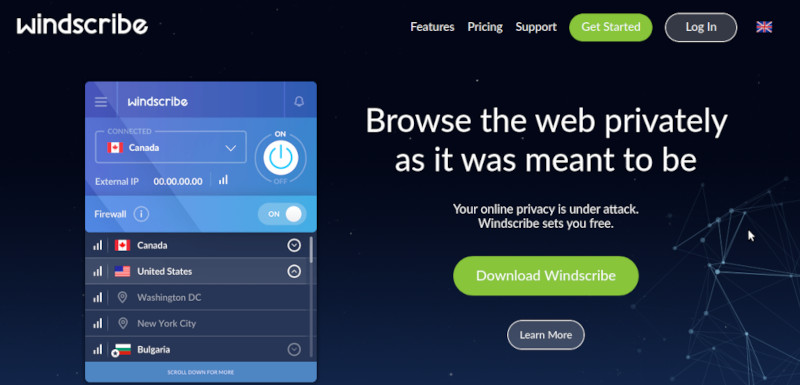 windscribe
Features Pricing Support Get Started Log In
windscribe
CONNECTED
Canada
ON
OFF
External IP 00.00.00.00
Firewall i ON
Canada
United States
Washington DC
New York City
Bulgaria
SCROLL DOWN FOR MORE
Browse the web privately
as it was meant to be
Your online privacy is under attack.
Windscribe sets you free.
Download Windscribe
Learn More